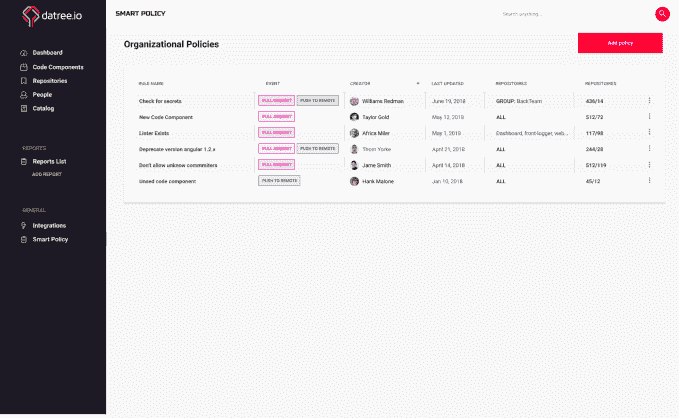 datree.io
SMART POLICY
Search anything...
Organizational Policies
Add policy
Dashboard
Code Components
Repositories
People
Catalog
REPORTS
Reports List
ADD REPORT
GENERAL
Integrations
Smart Policy
RULE NAME EVENT CREATOR LAST UPDATED REPOSITORIES REPOSITORIES
Check for secrets PULL REQUEST PUSH TO REMOTE Williams Redman June 19, 2018 GROUP: BackTeam 436/14
New Code Component PULL REQUEST Taylor Gold May 12, 2018 ALL 512/72
Lister Exists PULL REQUEST Africa Miler May 1, 2018 Dashboard, front-logger, web... 117/98
Deprecate version angular 1.2.x PULL REQUEST PUSH TO REMOTE Thom Yorke April 21, 2018 ALL 244/28
Don't allow unknow commiters PULL REQUEST Jame Smith April 14, 2018 ALL 512/119
Unsed code component PUSH TO REMOTE Hank Malone Jan 10, 2018 ALL 45/12